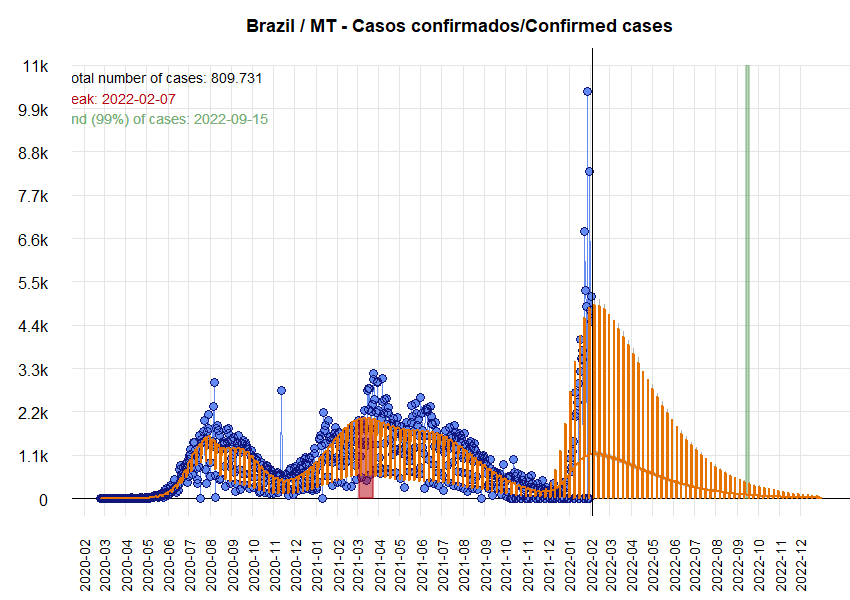 Brazil / MT - Casos confirmados/Confirmed cases
11k
otal number of cases: 809.731
eak: 2022-02-07
9.9k
nd (99%) of cases: 2022-09-15
8.8k
7.7k
6.6k
5.5k
4.4k
3.3k
2.2k
1.1k
0
2020-02
2020-03
2020-04
2020-05
2020-06
2020-07
2020-08
2020-09
2020-10
2020-12
2021-01
2021-02
2021-03
2021-04
2021-05
2021-06
2021-07
2021-08
2021-09
2021-10
2021-11
2021-12
2022-01
2022-02
2022-03
2022-04
2022-05
2022-06
2022-07
2022-08
2022-09
2022-10
2022-11
2022-12